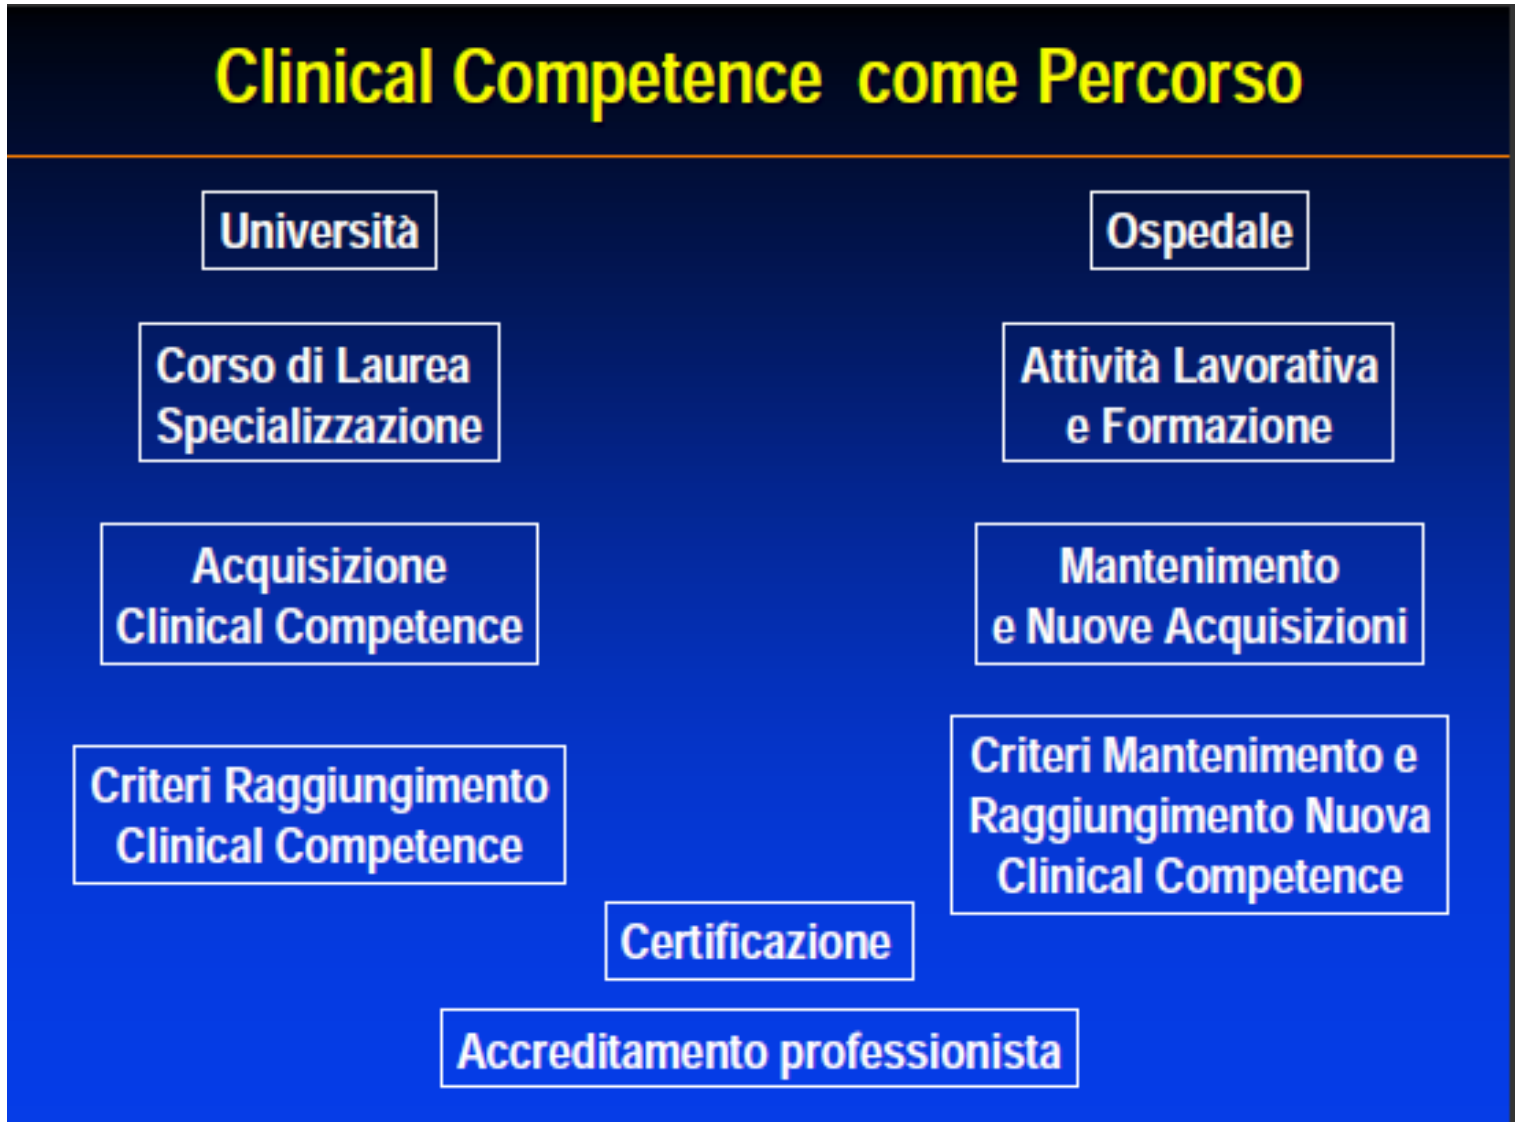 Clinical Competence come Percorso
Università
Ospedale
Corso di Laurea
Specializzazione
Attività Lavorativa
e Formazione
Acquisizione
Clinical Competence
Mantenimento
e Nuove Acquisizioni
Criteri Raggiungimento
Clinical Competence
Criteri Mantenimento e
Raggiungimento Nuova
Clinical Competence
Certificazione
Accreditamento professionista